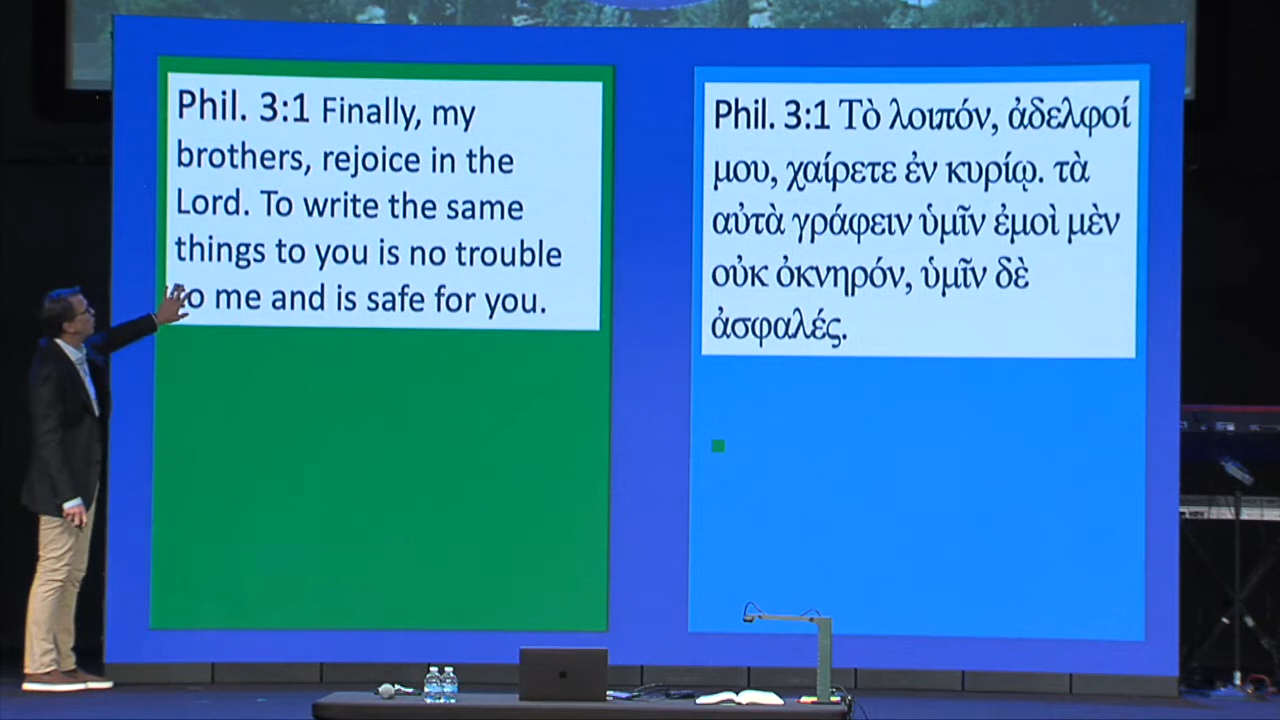 Phil. 3:1 Finally, my
brothers, rejoice in the
Lord. To write the same
things to you is no trouble
to me and is safe for you.
Phil. 3:1 Τὸ λοιπόν, ἀδελφοί
μου, χαίρετε ἐν κυρίῳ. τὰ
αὐτὰ γράφειν ὑμῖν ἐμοὶ μὲν
οὐκ ὀκνηρόν, ὑμῖν δὲ
ἀσφαλές.